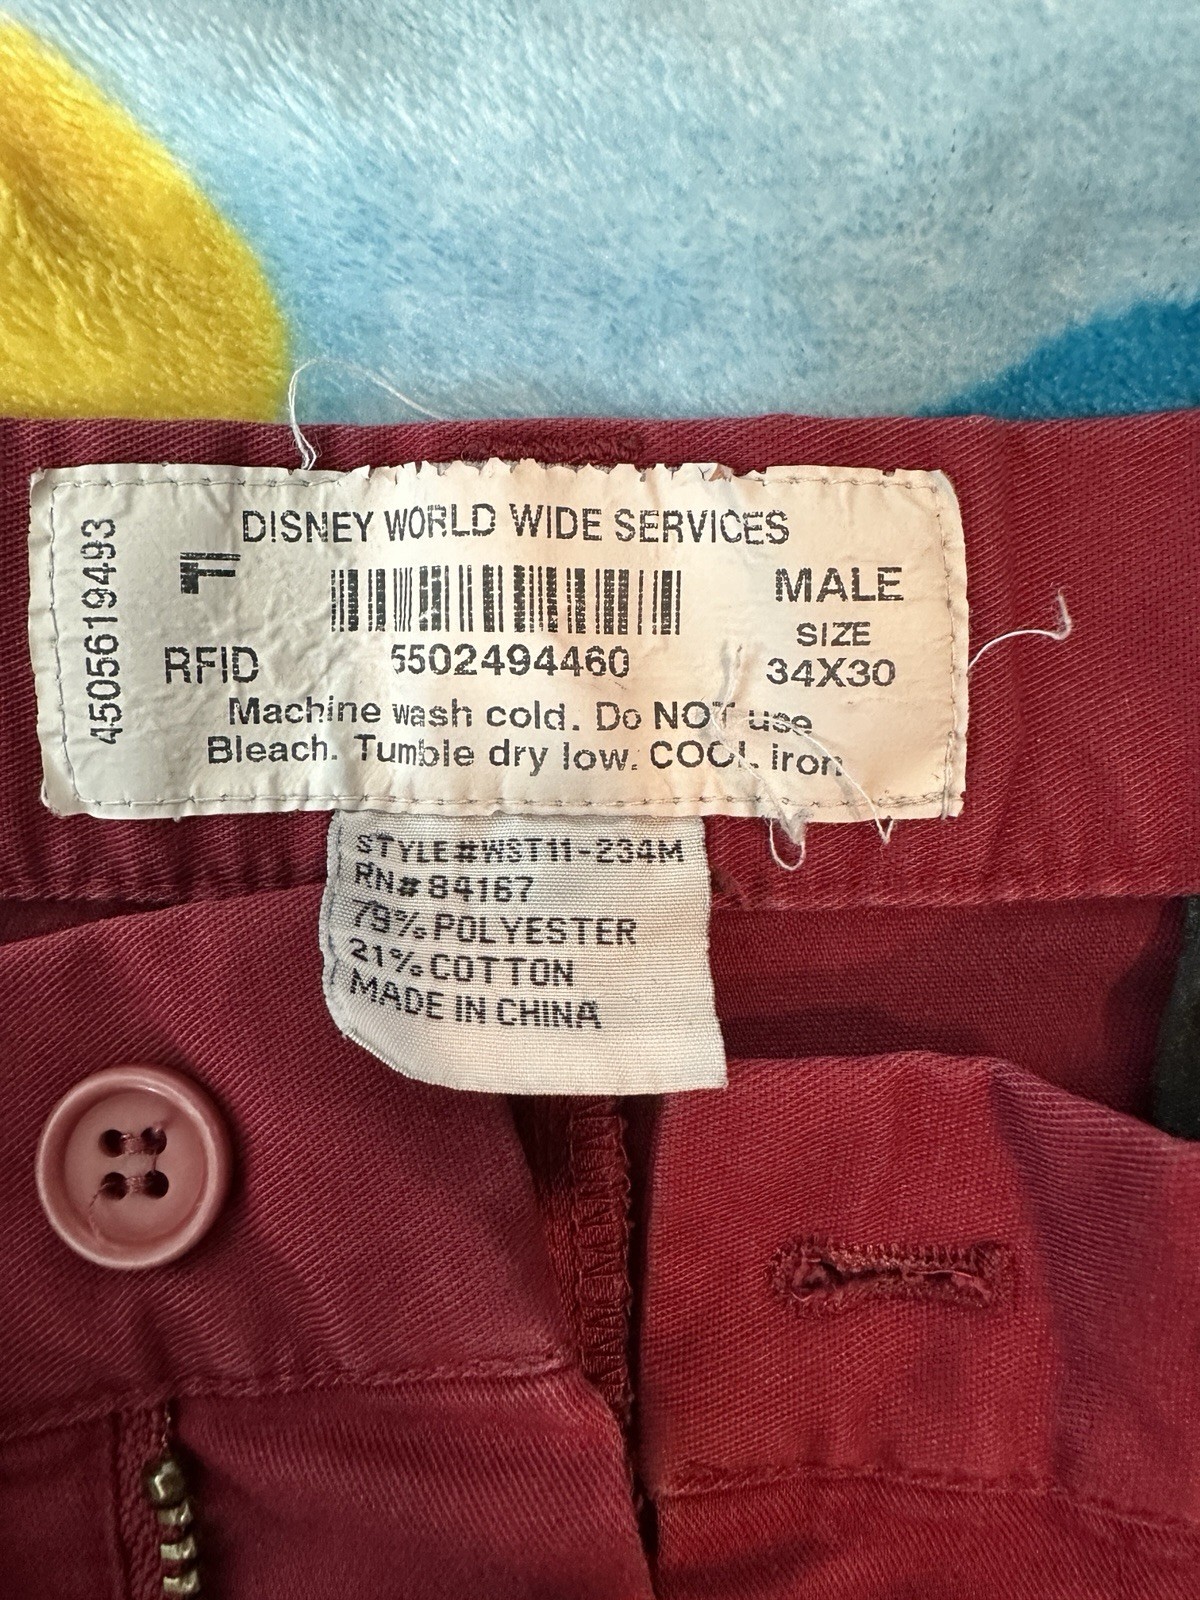 DISNEY WORLD WIDE SERVICES
4505619493
F
MALE
SIZE
34X30
RFID
5502494460
Machine wash cold. Do NOT use
Bleach. Tumble dry low. COOL iron
STYLE#WST11-234M
RN#84167
79% POLYESTER
21% COTTON
MADE IN CHINA